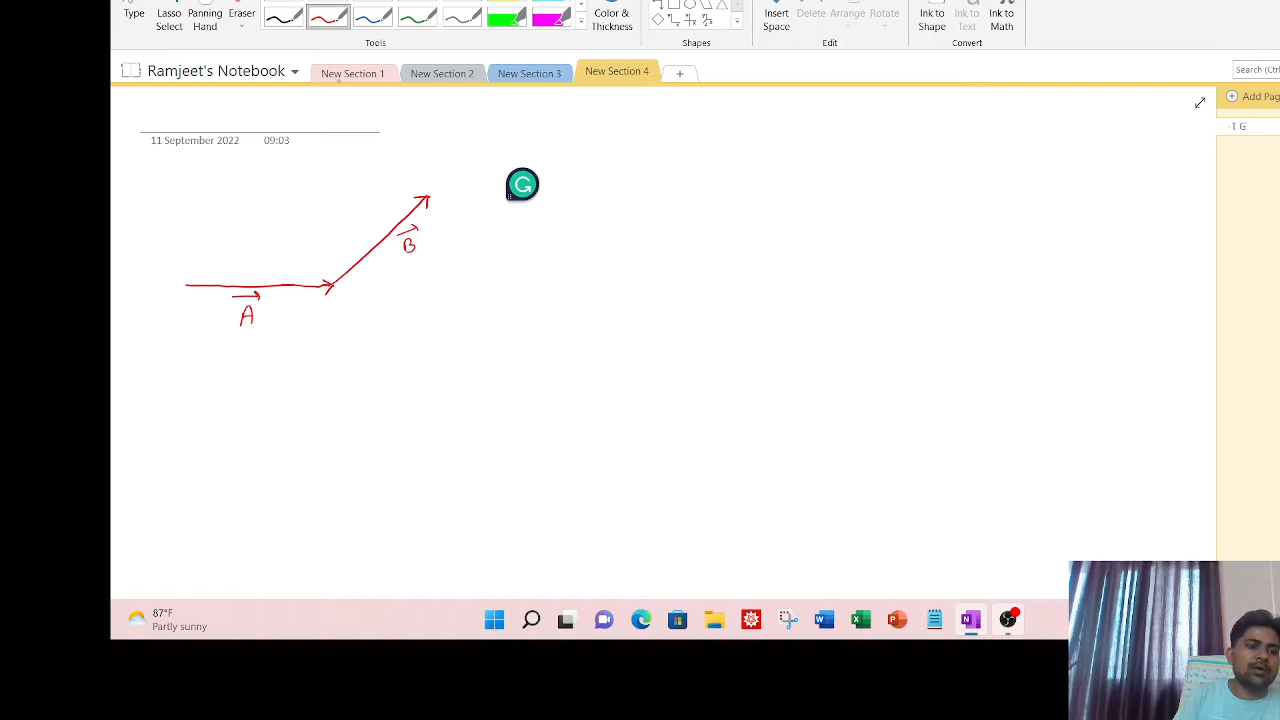 Type
Lasso Select
Panning Hand
Eraser
Color & Thickness
Insert Space
Delete
Arrange
Rotate
Ink to Shape
Ink to Text
Ink to Math
Tools
Shapes
Edit
Convert
Ramjeet's Notebook
New Section 1
New Section 2
New Section 3
New Section 4
+
Search (Ctrl
Add Pag
-T G
11 September 2022 09:03
G
B
A
87°F
Partly sunny